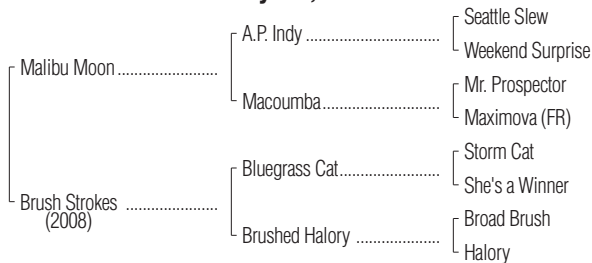 Seattle Slew
A.P. Indy
Weekend Surprise
Malibu Moon
Mr. Prospector
Macoumba
Maximova (FR)
Storm Cat
Bluegrass Cat
She's a Winner
Brush Strokes
(2008)
Broad Brush
Brushed Halory
Halory